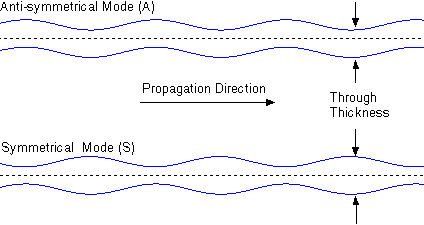 Anti-symmetrical Mode (A)
Propagation Direction
Through
Thickness
Symmetrical Mode (S)